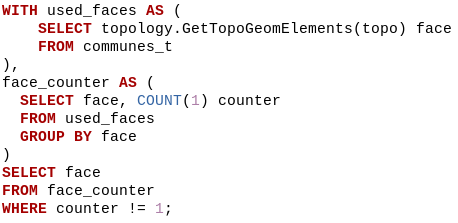 WITH used_faces AS (
    SELECT topology.GetTopoGeomElements(topo) face
    FROM communes_t
),
face_counter AS (
  SELECT face, COUNT(1) counter
  FROM used_faces
  GROUP BY face
)
SELECT face
FROM face_counter
WHERE counter != 1;